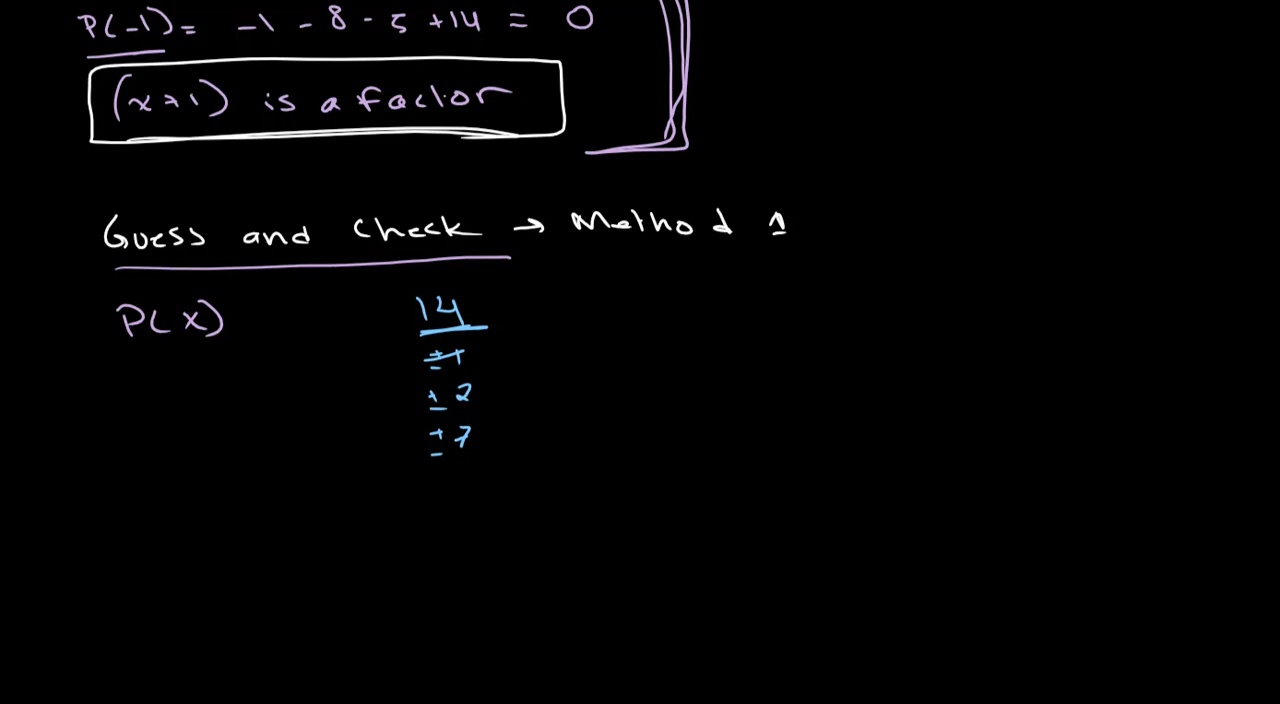 P(-1) = -1 - 8 - 5 + 14 = 0
(x+1) is a factor
Guess and Check → Method 1
P(x)
14
±1
±2
±7